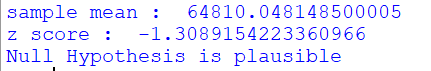 sample mean :  64810.048148500005
z score :  -1.3089154223360966
Null Hypothesis is plausible